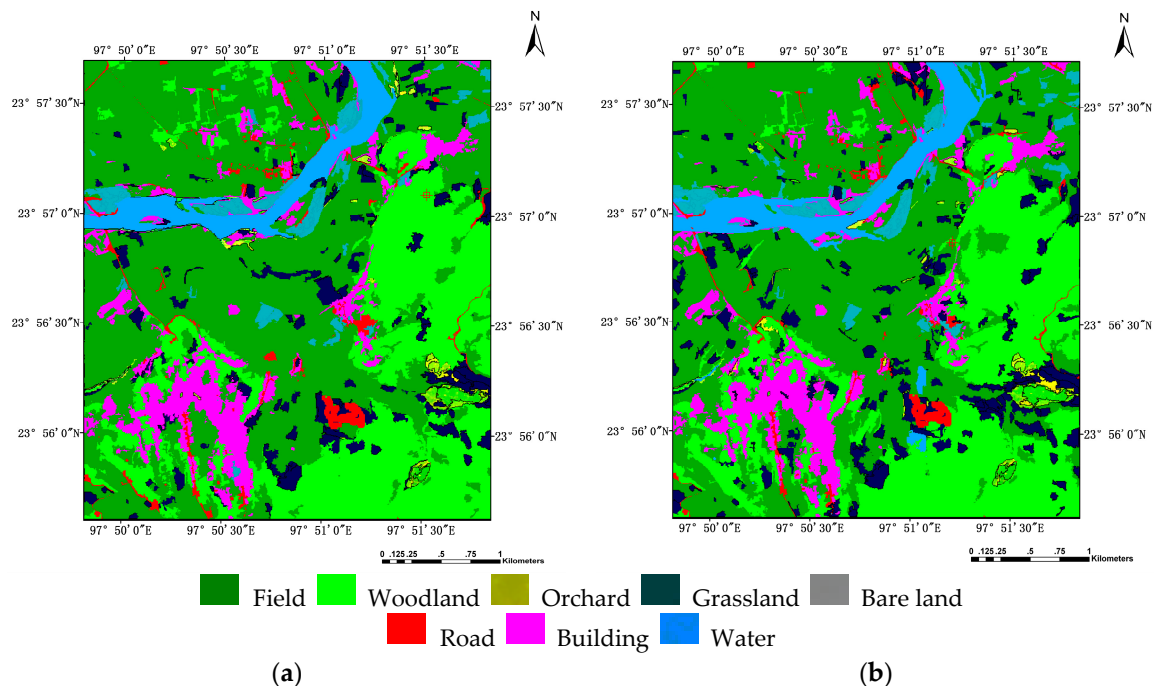 N N
97° 50′ 0″E 97° 50′ 30″E 97° 51′ 0″E 97° 51′ 30″E 97° 50′ 0″E 97° 50′ 30″E 97° 51′ 0″E 97° 51′ 30″E
23° 57′ 30″N 23° 57′ 30″N 23° 57′ 30″N 23° 57′ 30″N
23° 57′ 0″N 23° 57′ 0″N 23° 57′ 0″N 23° 57′ 0″N
23° 56′ 30″N 23° 56′ 30″N 23° 56′ 30″N 23° 56′ 30″N
23° 56′ 0″N 23° 56′ 0″N 23° 56′ 0″N 23° 56′ 0″N
97° 50′ 0″E 97° 50′ 30″E 97° 51′ 0″E 97° 51′ 30″E 97° 50′ 0″E 97° 50′ 30″E 97° 51′ 0″E 97° 51′ 30″E
0 .125.25 .5 .75 1 0 .125.25 .5 .75 1
Kilometers Kilometers
Field Woodland Orchard Grassland Bare land
Road Building Water
(a) (b)